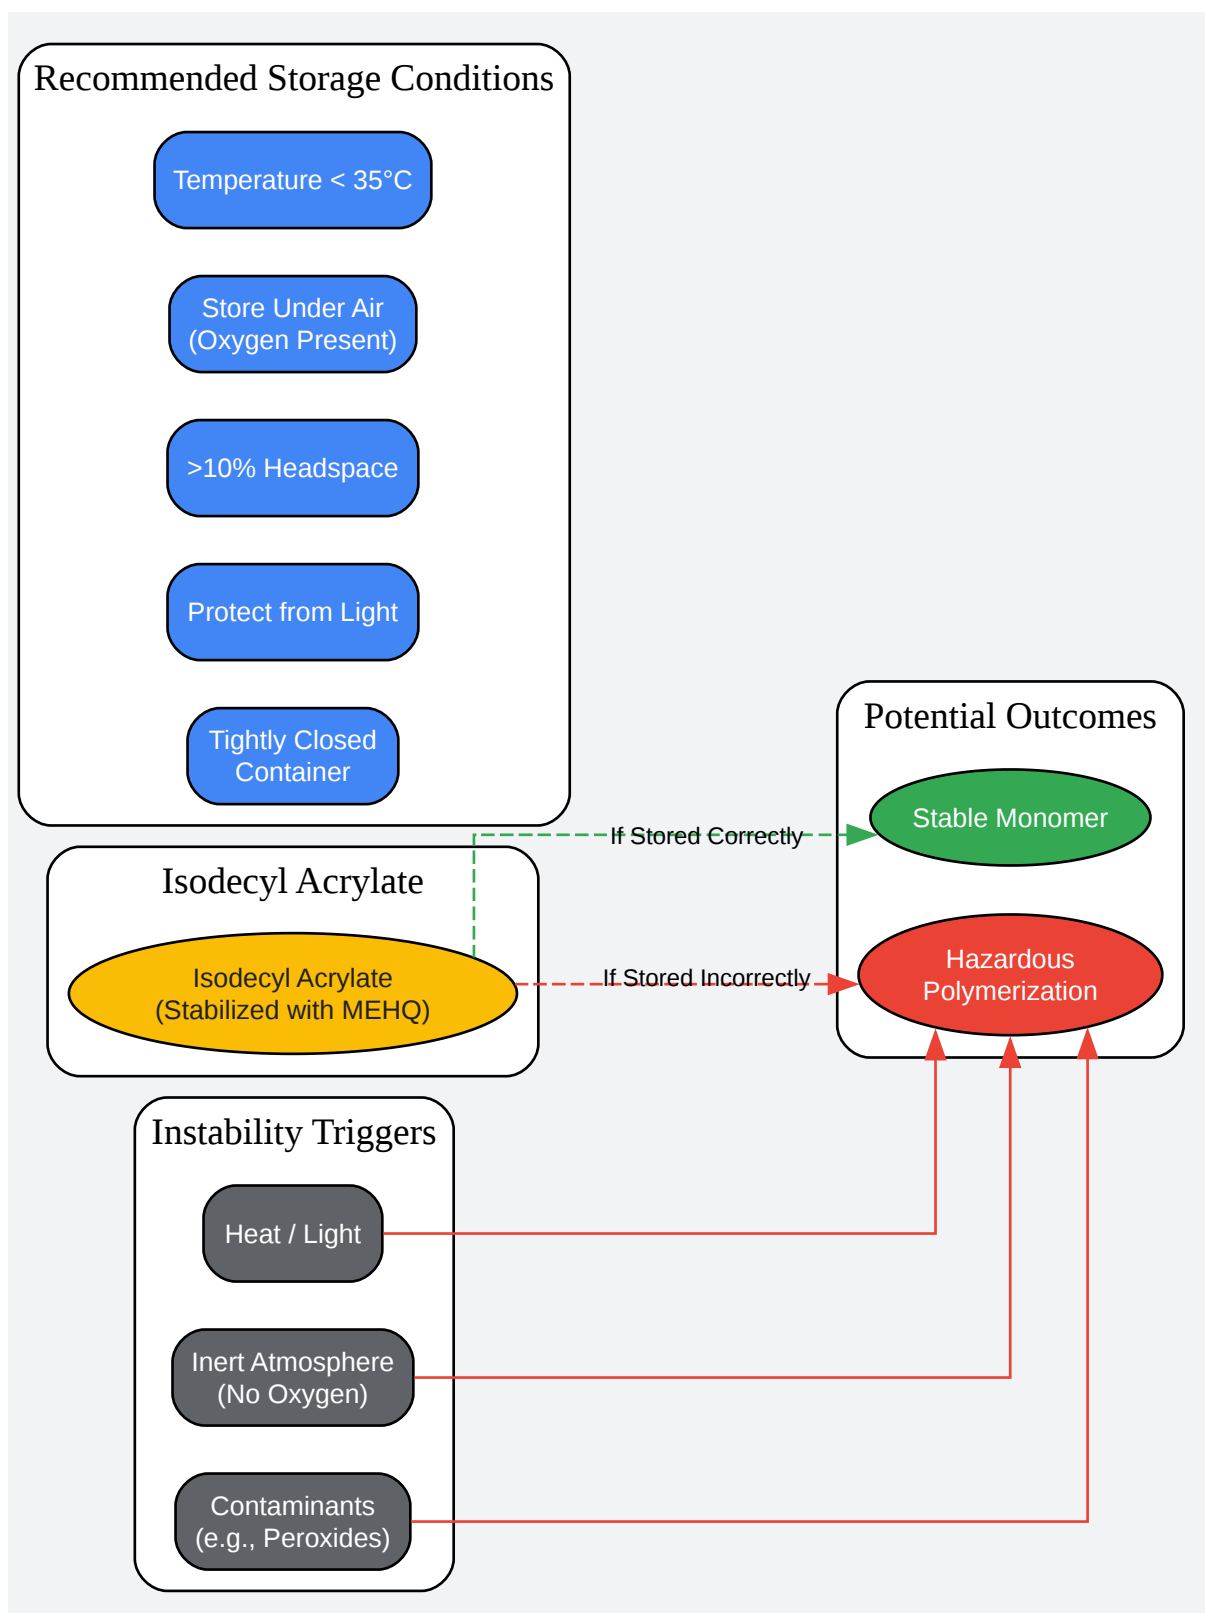 Recommended Storage Conditions
Temperature < 35°C
Store Under Air
(Oxygen Present)
>10% Headspace
Protect from Light
Tightly Closed
Container
Potential Outcomes
Stable Monomer
If Stored Correctly
Isodecyl Acrylate
Isodecyl Acrylate
(Stabilized with MEHQ)
If Stored Incorrectly
Hazardous
Polymerization
Instability Triggers
Heat / Light
Inert Atmosphere
(No Oxygen)
Contaminants
(e.g., Peroxides)